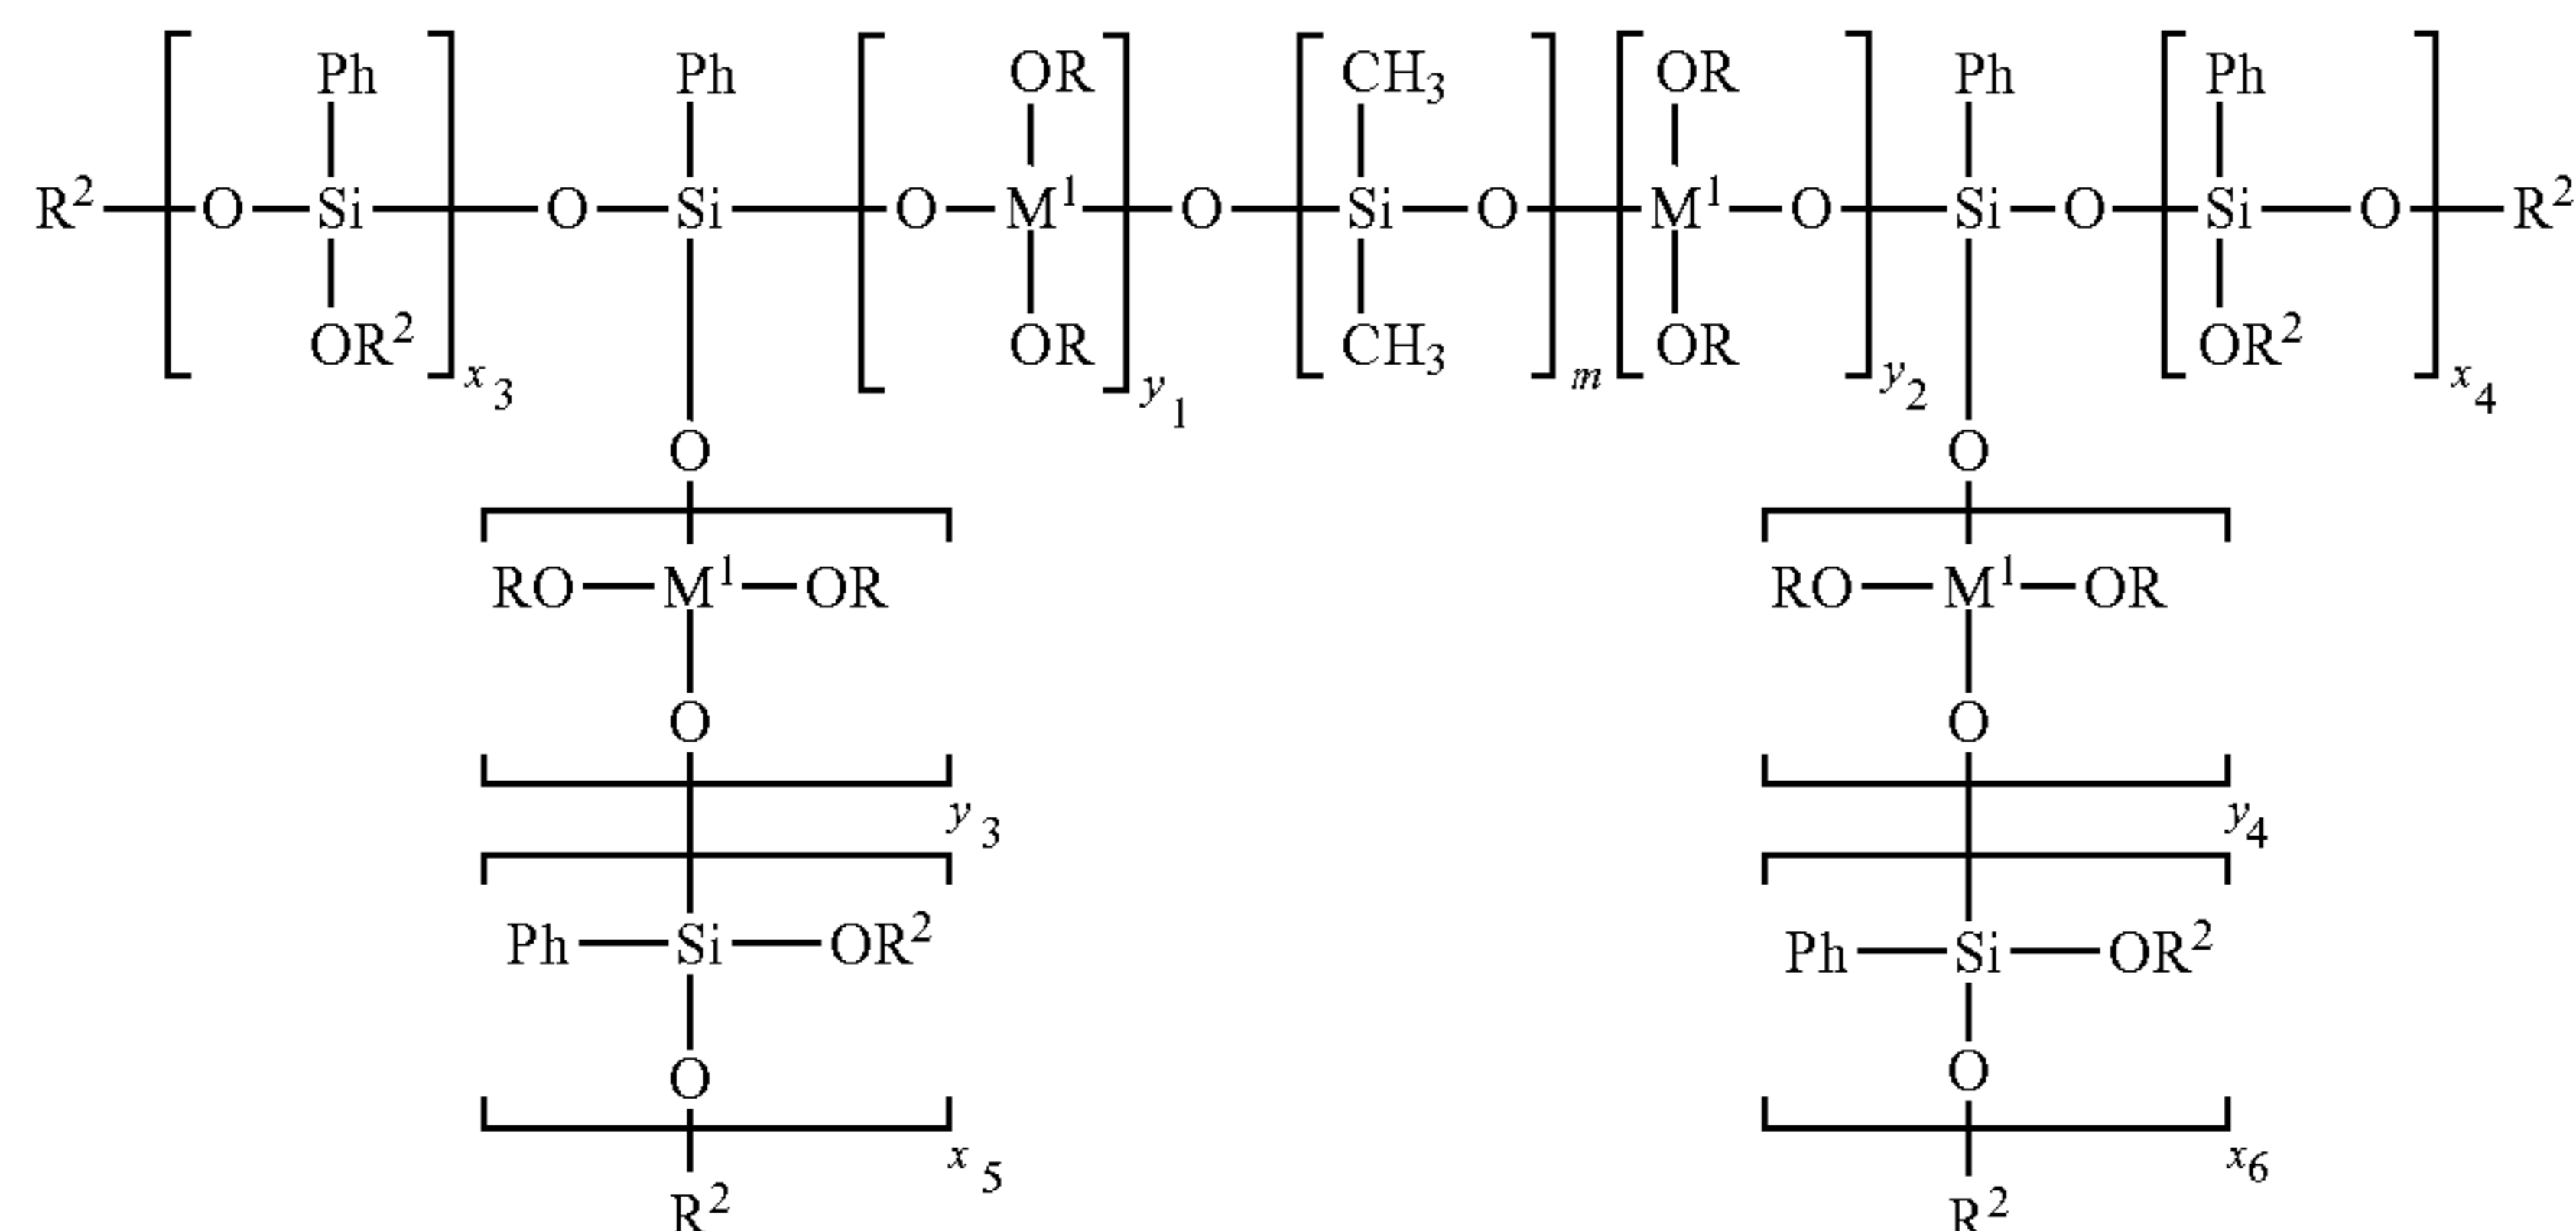 Ph Ph OR CH3 OR Ph Ph
R2 O Si O Si O M1 O Si O M1 O Si O Si O R2
OR2 OR CH3 OR OR2
x3 y1 m y2 x4
O O
RO M1 OR RO M1 OR
O O
y3 y4
Ph Si OR2 Ph Si OR2
O O
x5 x6
R2 R2